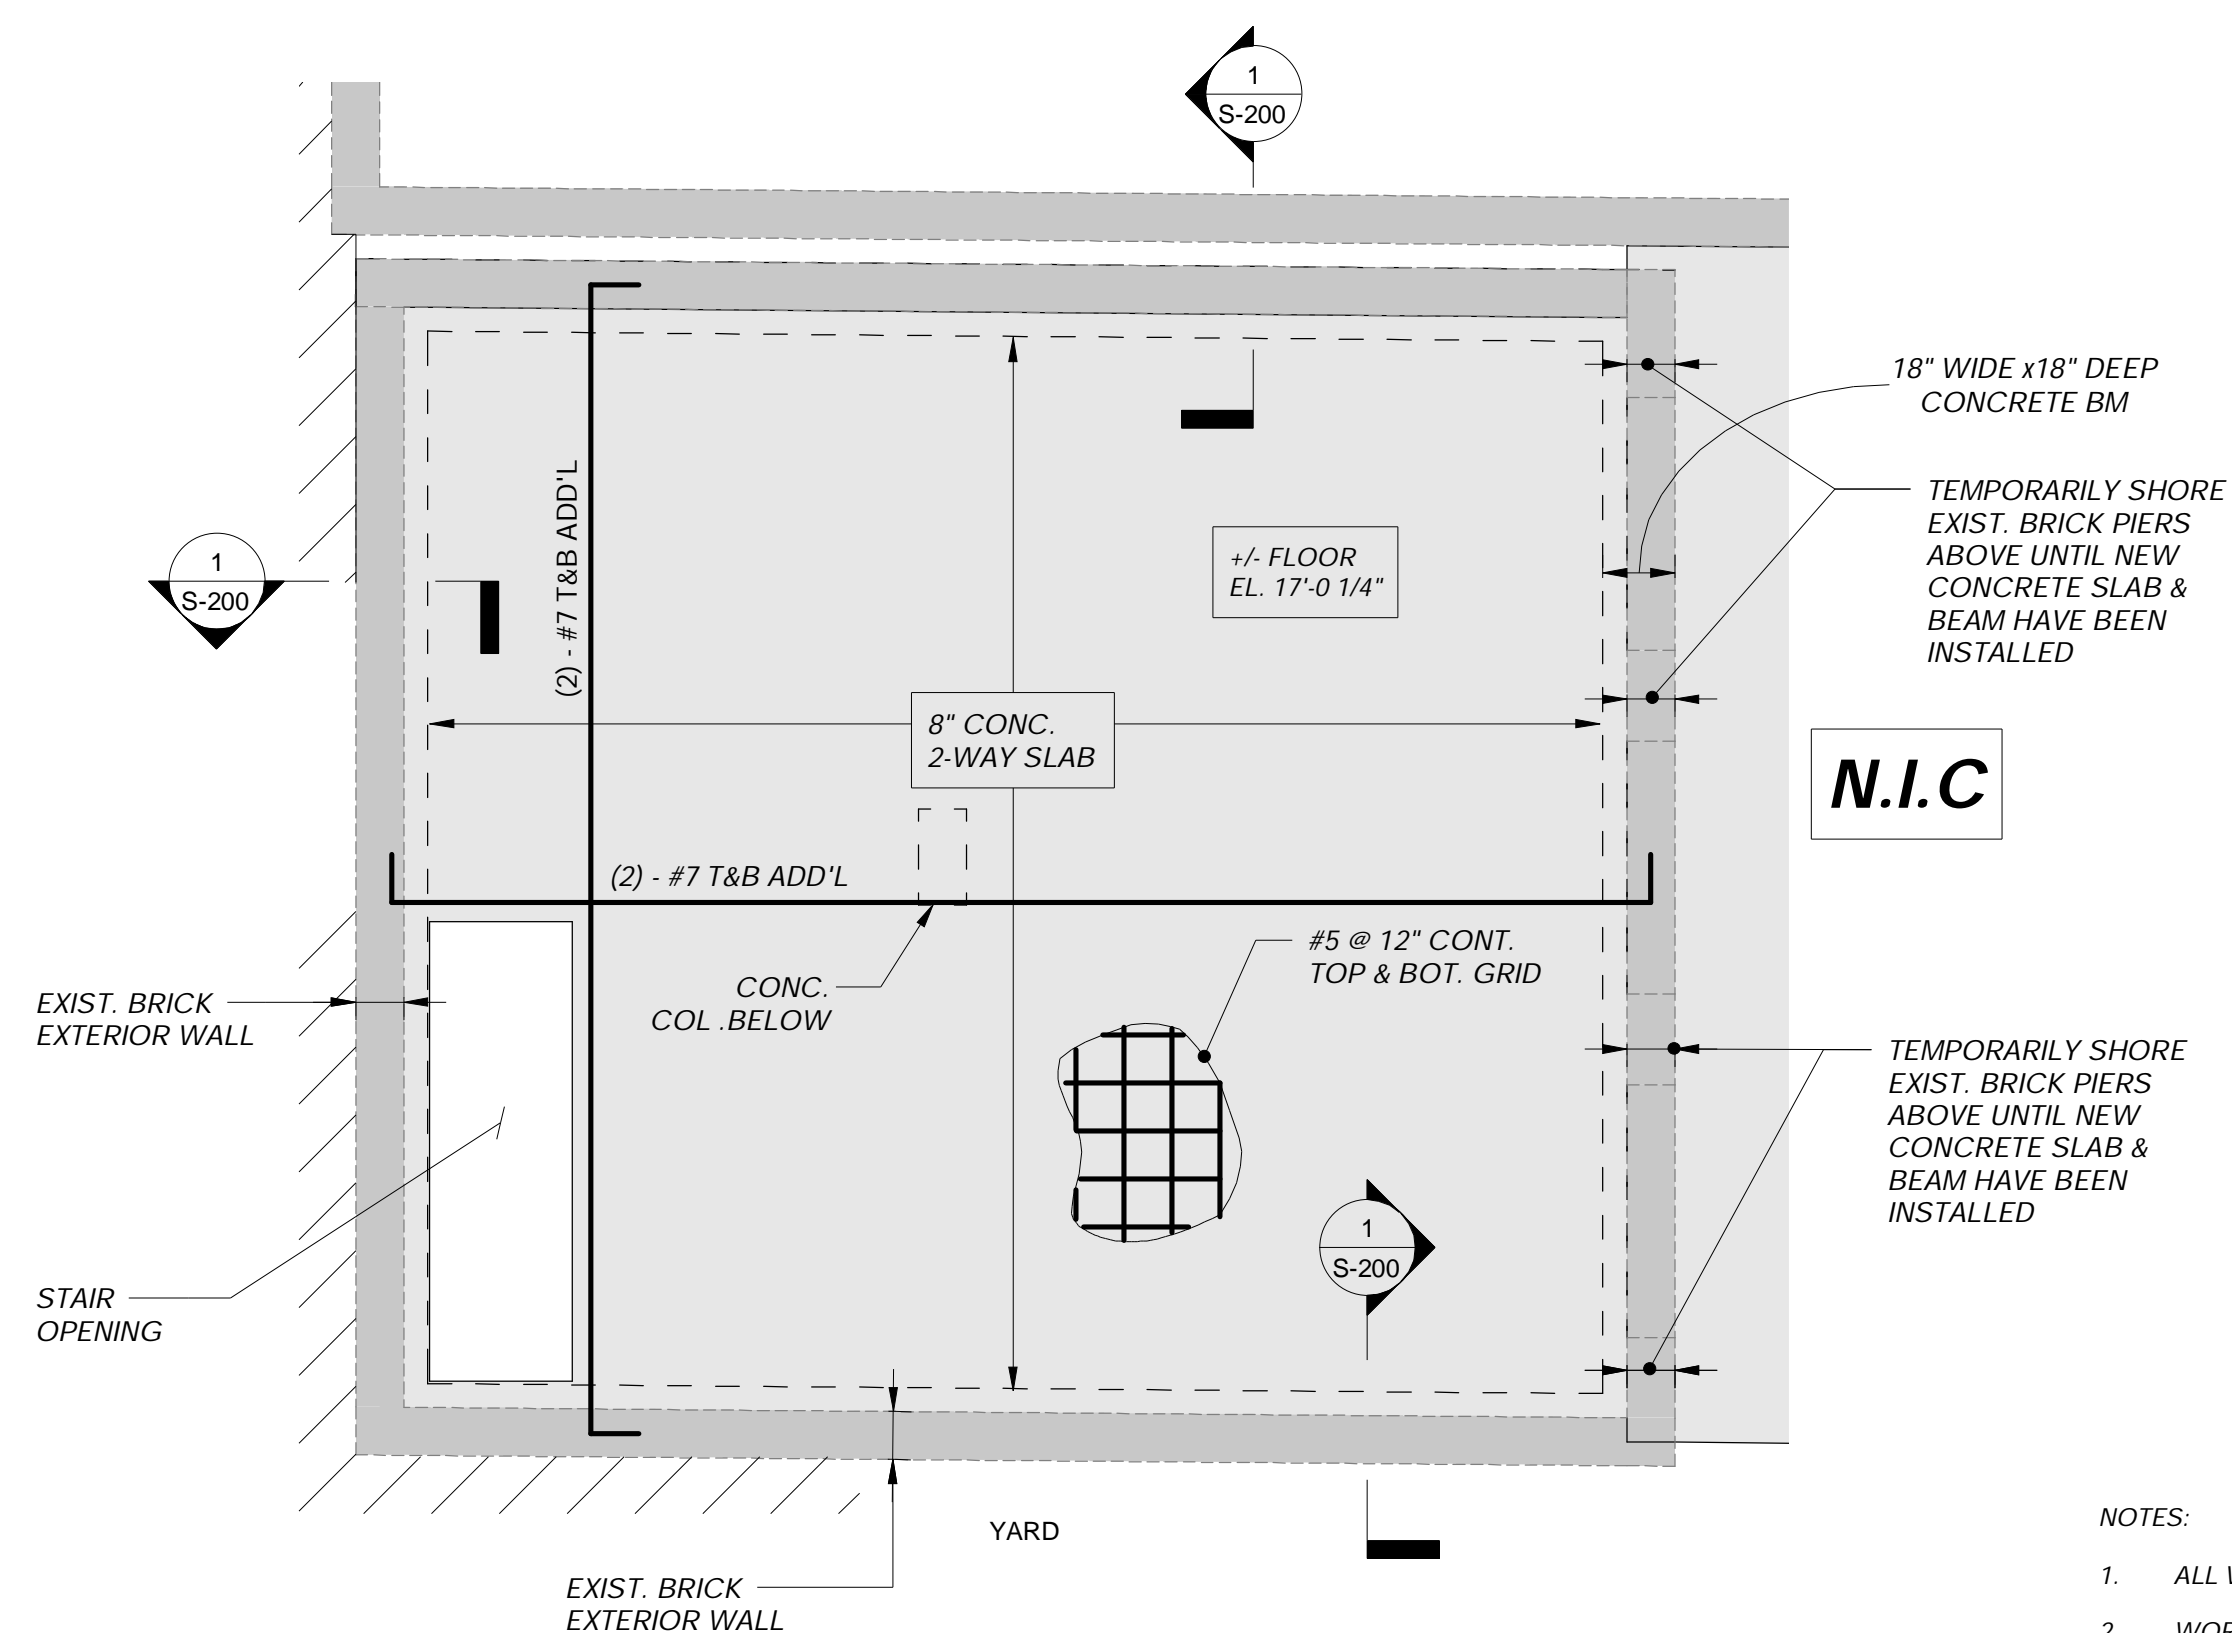 1
S-200
18" WIDE x18" DEEP
CONCRETE BM
TEMPORARILY SHORE
EXIST. BRICK PIERS
ABOVE UNTIL NEW
CONCRETE SLAB &
BEAM HAVE BEEN
INSTALLED
(2) - #7 T&B ADD'L
+/- FLOOR
EL. 17'-0 1/4"
1
S-200
8" CONC.
2-WAY SLAB
N.I.C
(2) - #7 T&B ADD'L
#5 @ 12" CONT.
TOP & BOT. GRID
CONC.
COL .BELOW
EXIST. BRICK
EXTERIOR WALL
TEMPORARILY SHORE
EXIST. BRICK PIERS
ABOVE UNTIL NEW
CONCRETE SLAB &
BEAM HAVE BEEN
INSTALLED
1
S-200
STAIR
OPENING
YARD
EXIST. BRICK
EXTERIOR WALL
NOTES:
1. ALL
2.